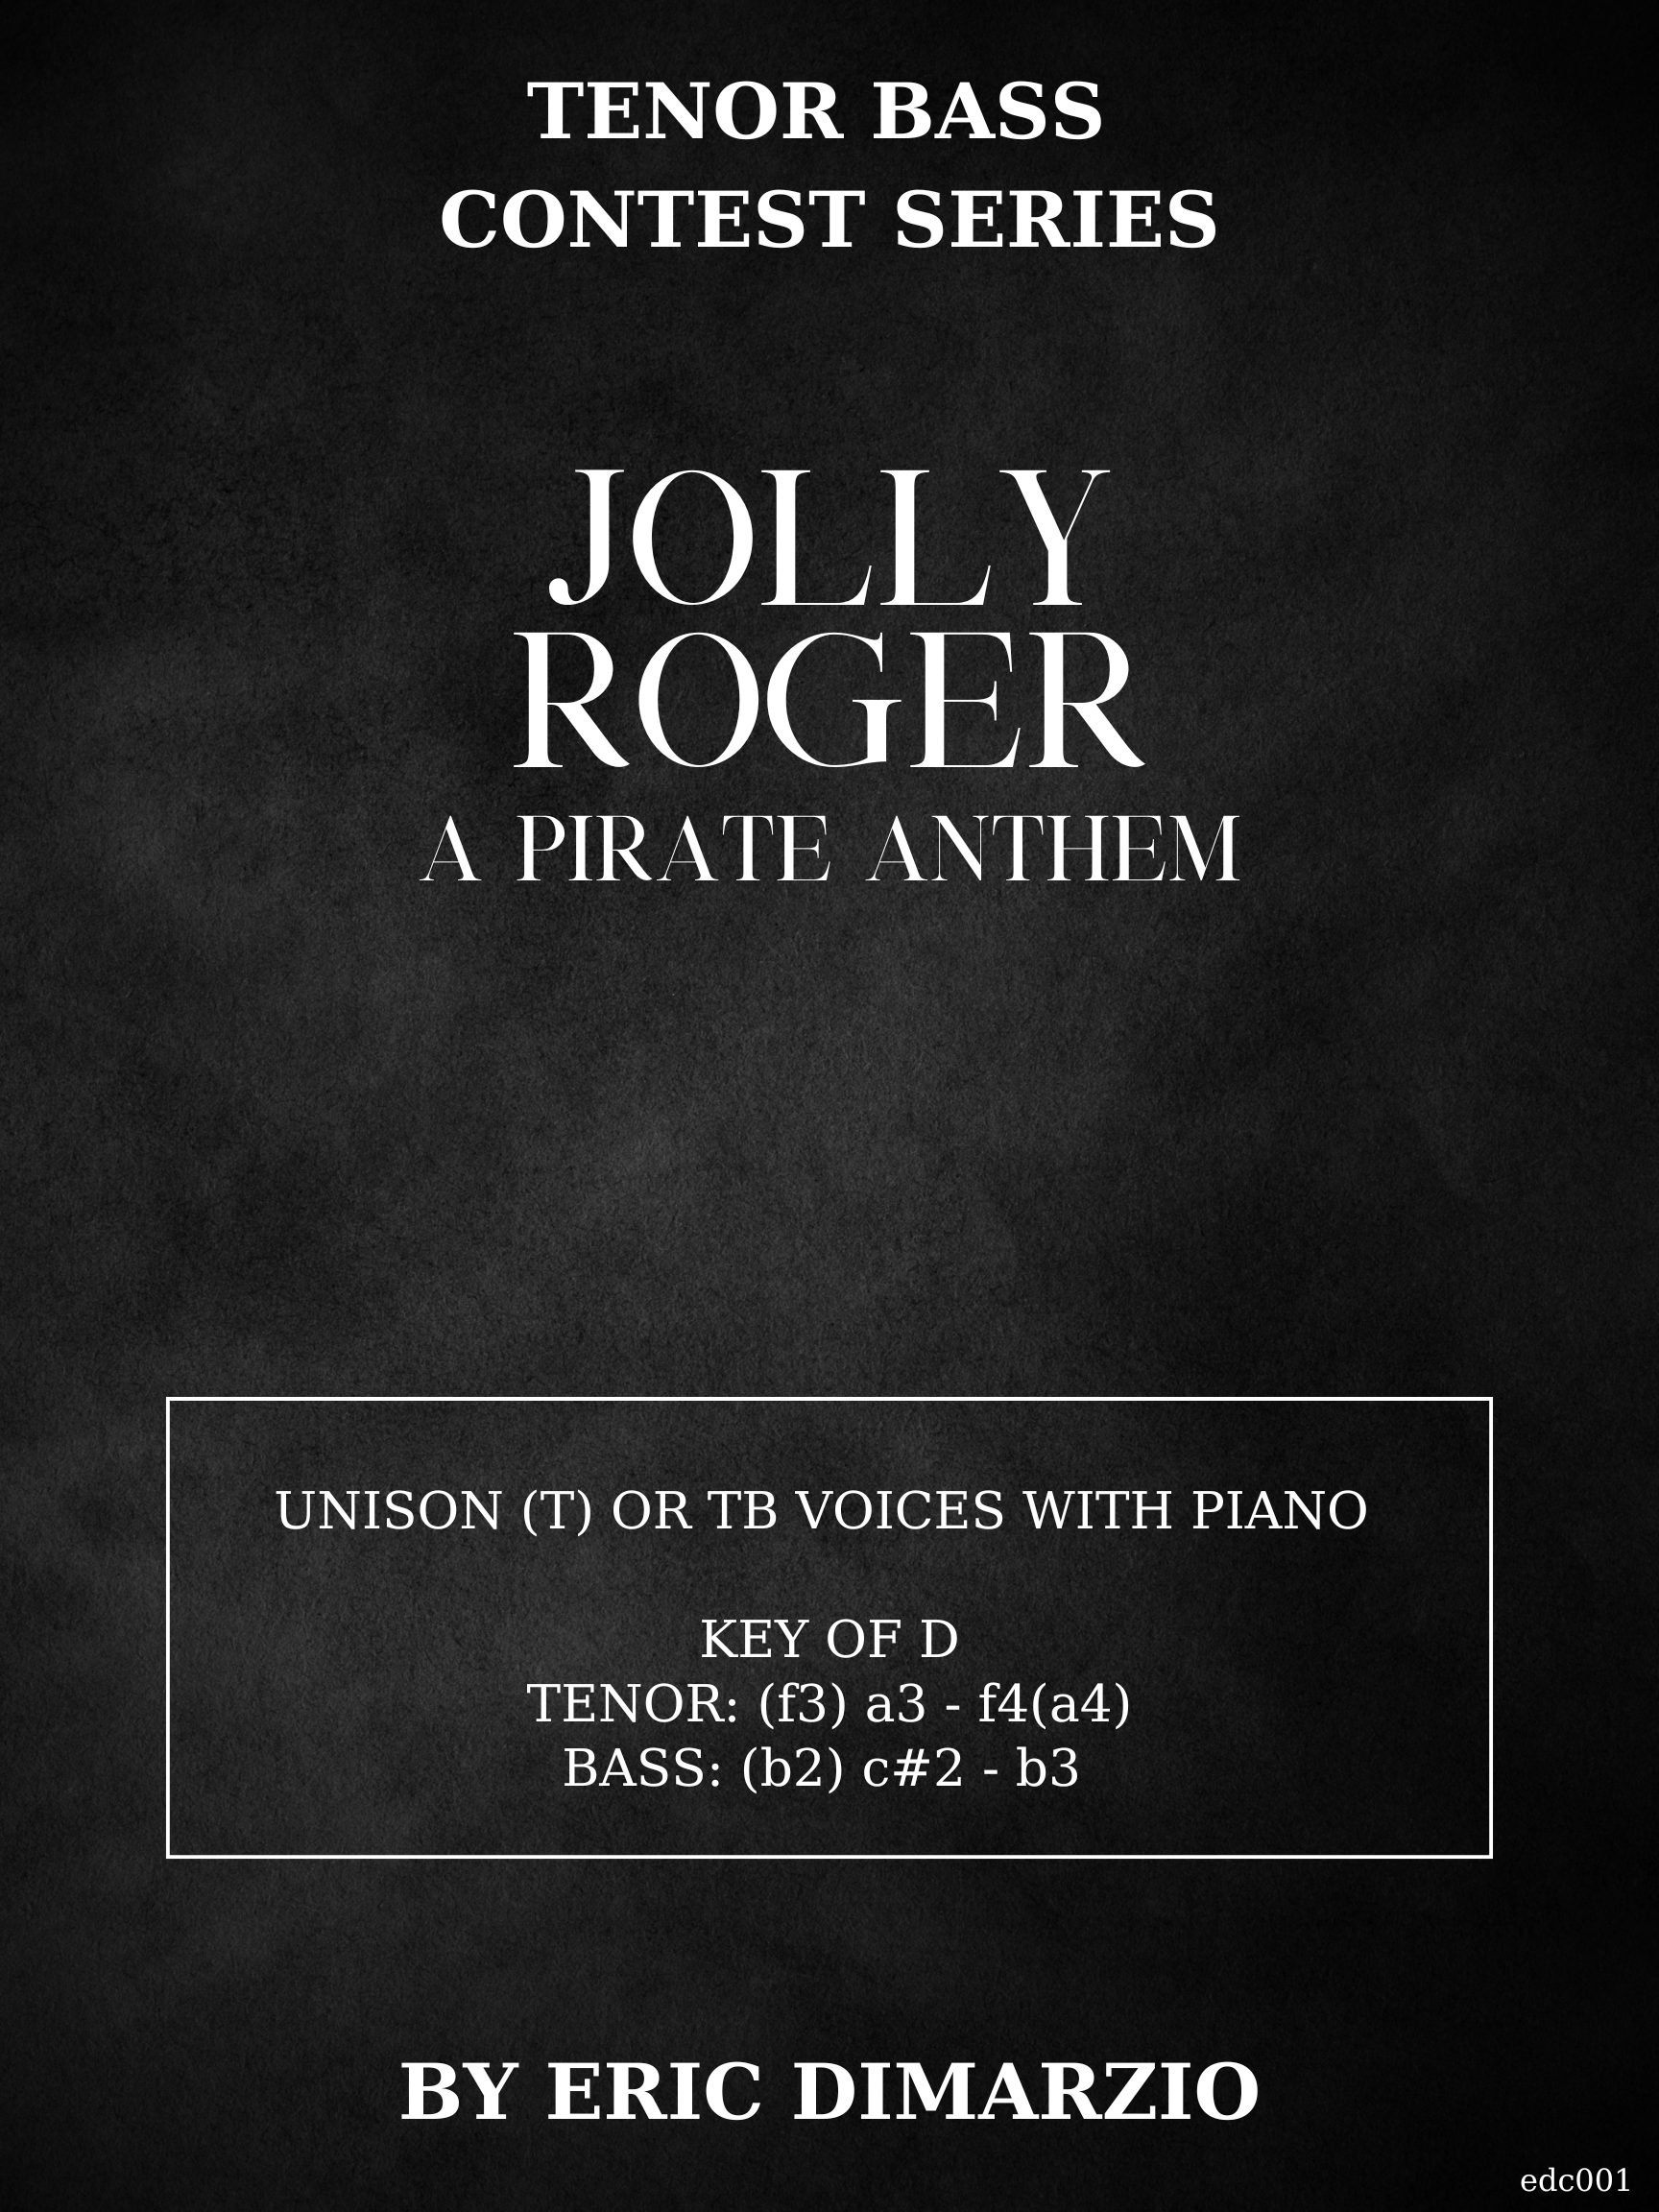 TENOR BASS
CONTEST SERIES
JOLLY
ROGER
A PIRATE ANTHEM
UNISON (T) OR TB VOICES WITH PIANO
KEY OF D
TENOR: (f3) a3 - f4(a4)
BASS: (b2) c#2 - b3
BY ERIC DIMARZIO
edc001